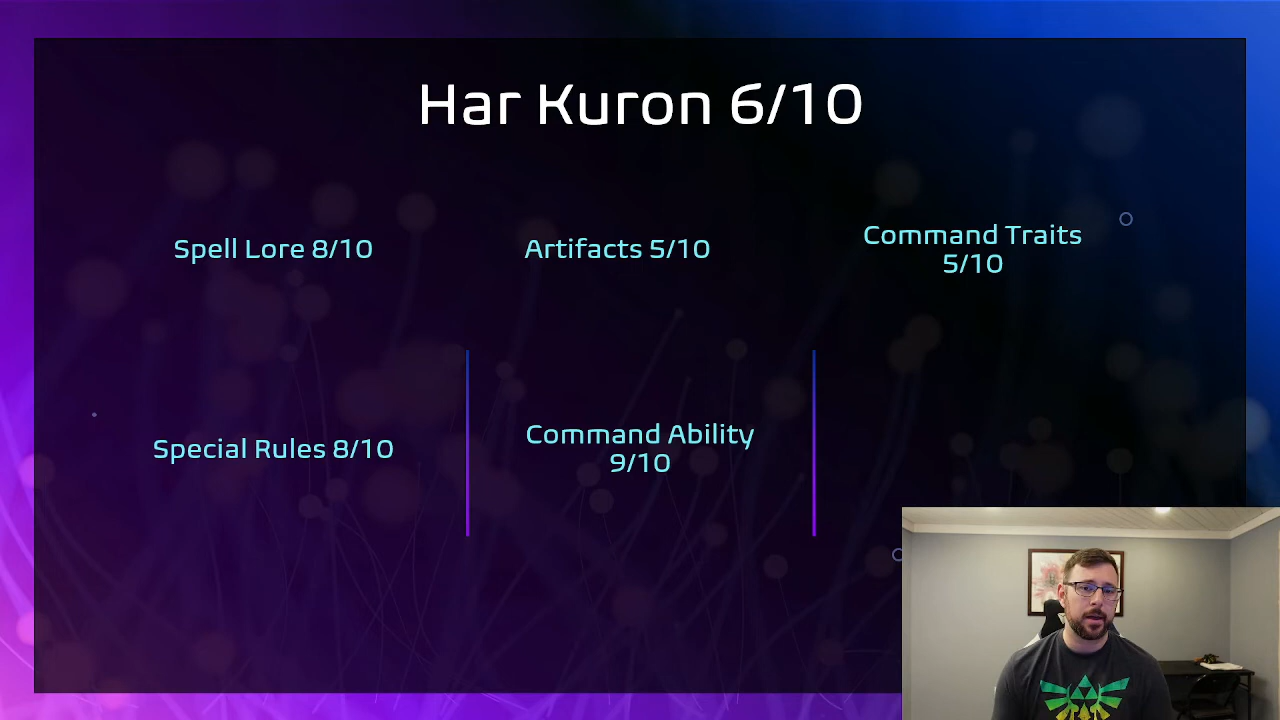 Har Kuron 6/10
Spell Lore 8/10
Artifacts 5/10
Command Traits
5/10
Special Rules 8/10
Command Ability
9/10